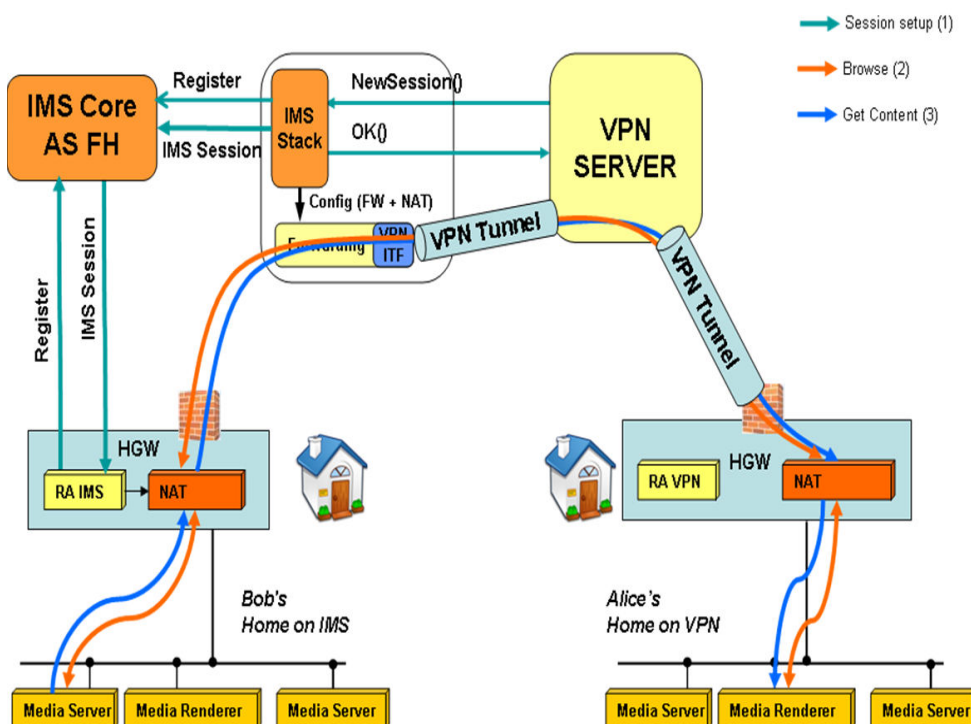 Session setup (1)
Browse (2)
Get Content (3)
Register
NewSession()
IMS Core
AS FH
IMS
Stack
VPN
SERVER
IMS Session
OK()
Config (FW + NAT)
Forwarding
VPN
ITF
VPN Tunnel
VPN Tunnel
Register
IMS Session
HGW
RA IMS
NAT
HGW
RA VPN
NAT
Bob's
Home on IMS
Alice's
Home on VPN
Media Server
Media Renderer
Media Server
Media Server
Media Renderer
Media Server